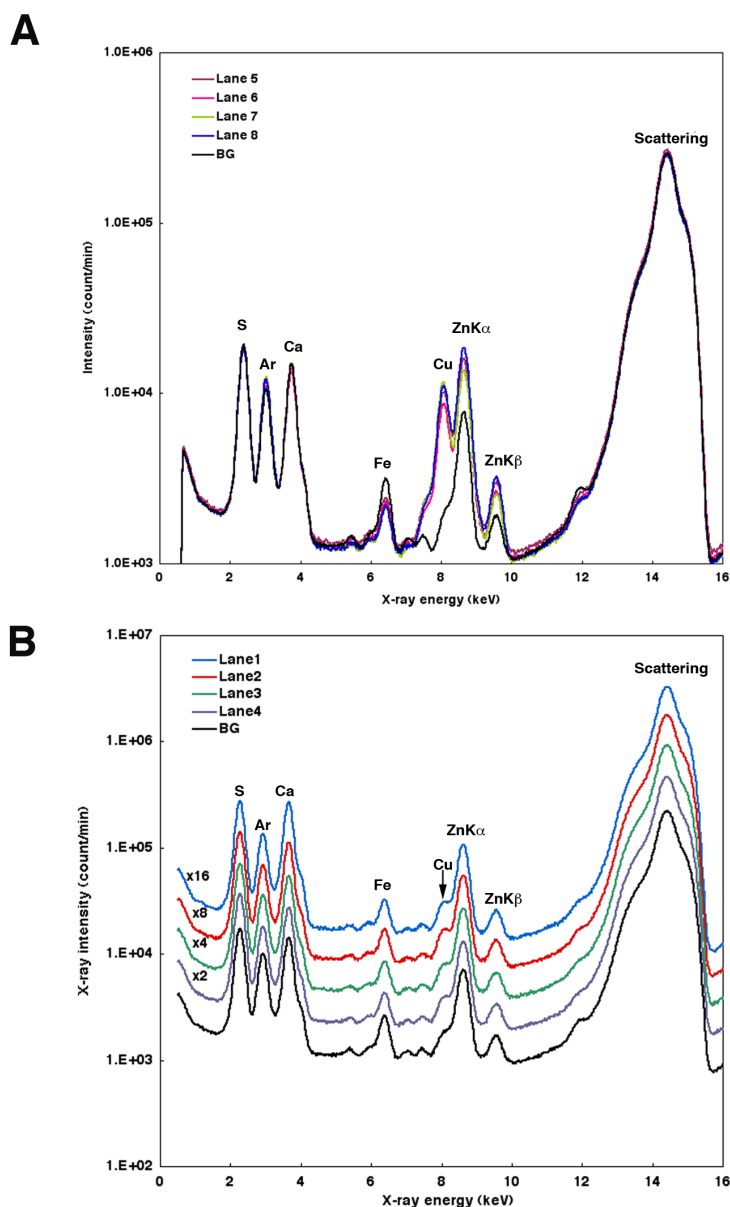 A
1.0E+06
Lane 5
Lane 6
Lane 7
Lane 8
BG
Scattering
1.0E+05
Intensity (count/min)
S
Ar
Ca
ZnKα
Cu
1.0E+04
Fe
ZnKβ
1.0E+03
0 2 4 6 8 10 12 14 16
X-ray energy (keV)
B
1.E+07
Lane1
Lane2
Lane3
Lane4
BG
Scattering
1.E+06
X-ray intensity (count/min)
S
Ca
Ar
ZnKα
1.E+05
x16
Cu
Fe
ZnKβ
x8
x4
1.E+04
x2
1.E+03
1.E+02
0 2 4 6 8 10 12 14 16
X-ray energy (keV)